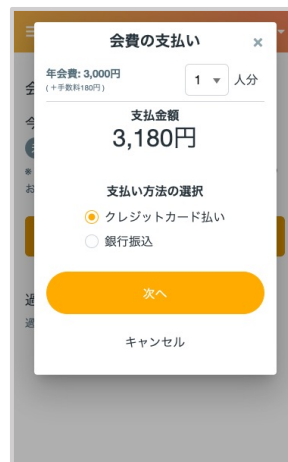 会費の支払い ×
年会費: 3,000円
(+手数料180円)
1 人分
支払金額
3,180円
支払い方法の選択
クレジットカード払い
銀行振込
次へ
キャンセル